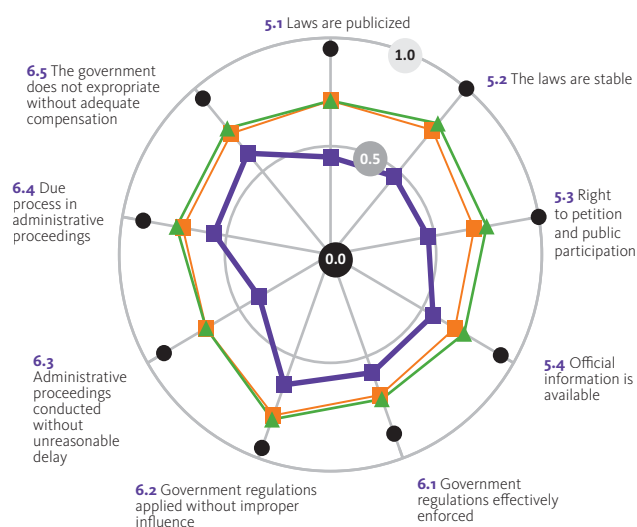 5.1 Laws are publicized
1.0
6.5 The government
does not expropriate
without adequate
compensation
5.2 The laws are stable
0.5
6.4 Due
process in
administrative
proceedings
5.3 Right
to petition
and public
participation
0.0
6.3
Administrative
proceedings
conducted
without
unreasonable
delay
5.4 Official
information is
available
6.2 Government regulations
applied without improper
influence
6.1 Government
regulations effectively
enforced